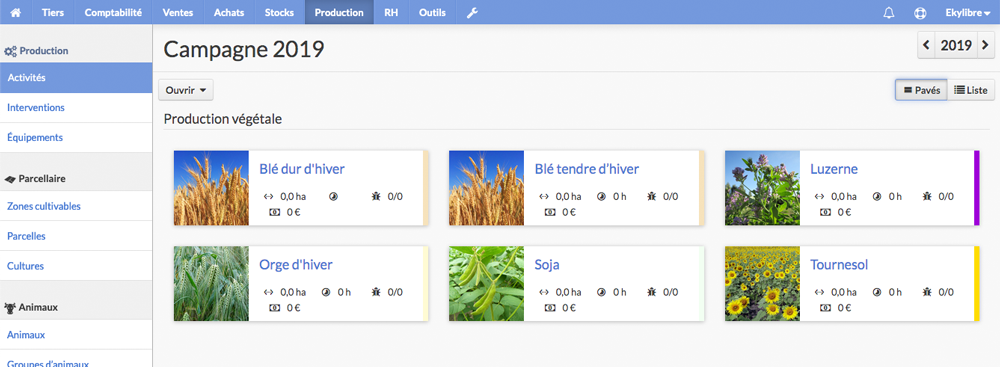 Tiers Comptabilité Ventes Achats Stocks Production RH Outils Ekylibre
Production
Activités
Interventions
Équipements
Parcellaire
Zones cultivables
Parcelles
Cultures
Animaux
Animaux
Groupes d'animaux
Campagne 2019
2019
Ouvrir
Pavés Liste
Production végétale
Blé dur d'hiver
0,0 ha 0/0
0 €
Blé tendre d'hiver
0,0 ha 0 h 0/0
0 €
Luzerne
0,0 ha 0 h 0/0
0 €
Orge d'hiver
0,0 ha 0 h 0/0
0 €
Soja
0,0 ha 0 h 0/0
0 €
Tournesol
0,0 ha 0 h 0/0
0 €